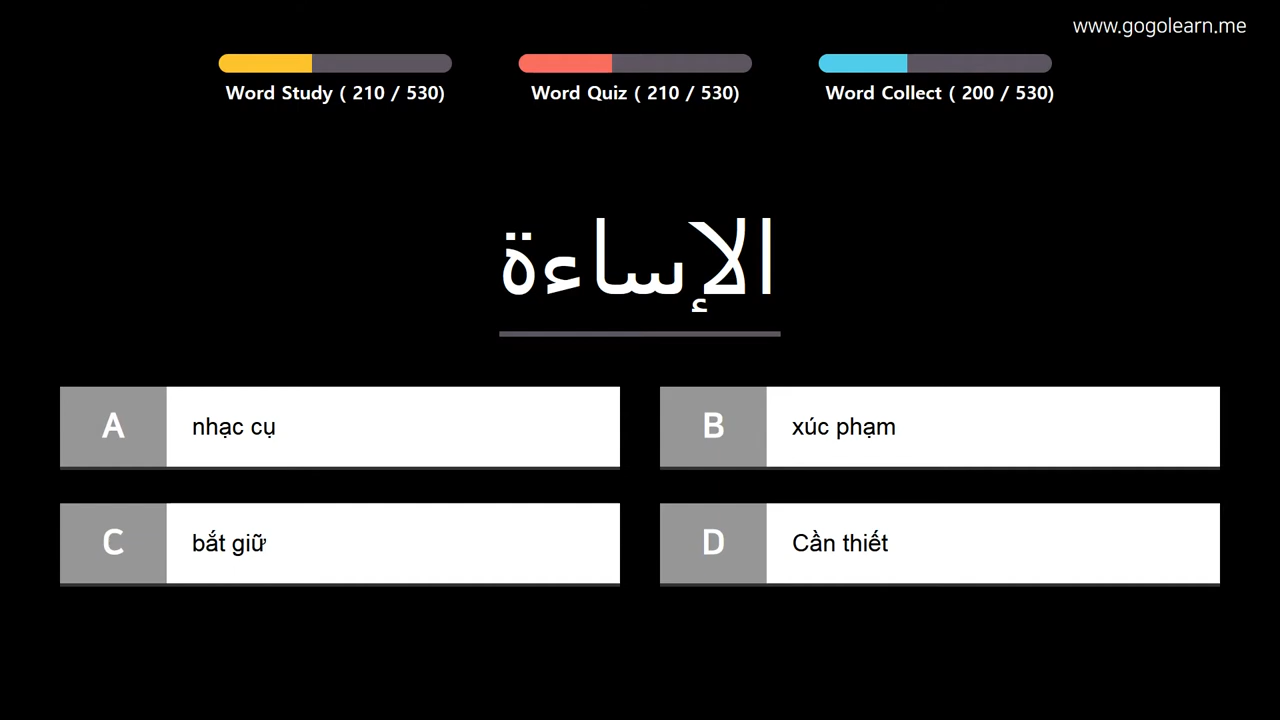 www.gogolearn.me
Word Study ( 210 / 530)
Word Quiz ( 210 / 530)
Word Collect ( 200 / 530)
الإساءة
A
nhạc cụ
B
xúc phạm
C
bắt giữ
D
Cần thiết